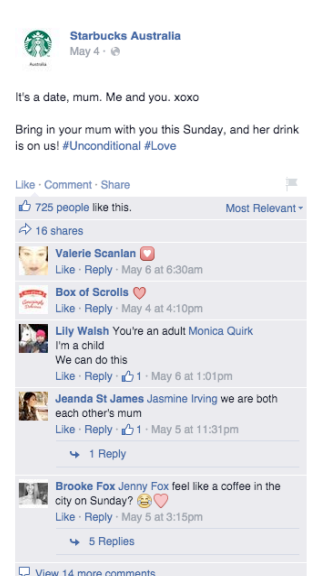 Starbucks Australia
May 4 ·
Australia
It's a date, mum. Me and you. xoxo
Bring in your mum with you this Sunday, and her drink
is on us! #Unconditional #Love
Like · Comment · Share
725 people like this.
Most Relevant
16 shares
Valerie Scanlan
Like · Reply · May 6 at 6:30am
Box of Scrolls
Like · Reply · May 4 at 4:10pm
Lily Walsh You're an adult Monica Quirk
I'm a child
We can do this
Like · Reply · 1 · May 6 at 1:01pm
Jeanda St James Jasmine Irving we are both
each other's mum
Like · Reply · 1 · May 5 at 11:31pm
1 Reply
Brooke Fox Jenny Fox feel like a coffee in the
city on Sunday? 😂
Like · Reply · May 5 at 3:15pm
5 Replies
View 14 more comments